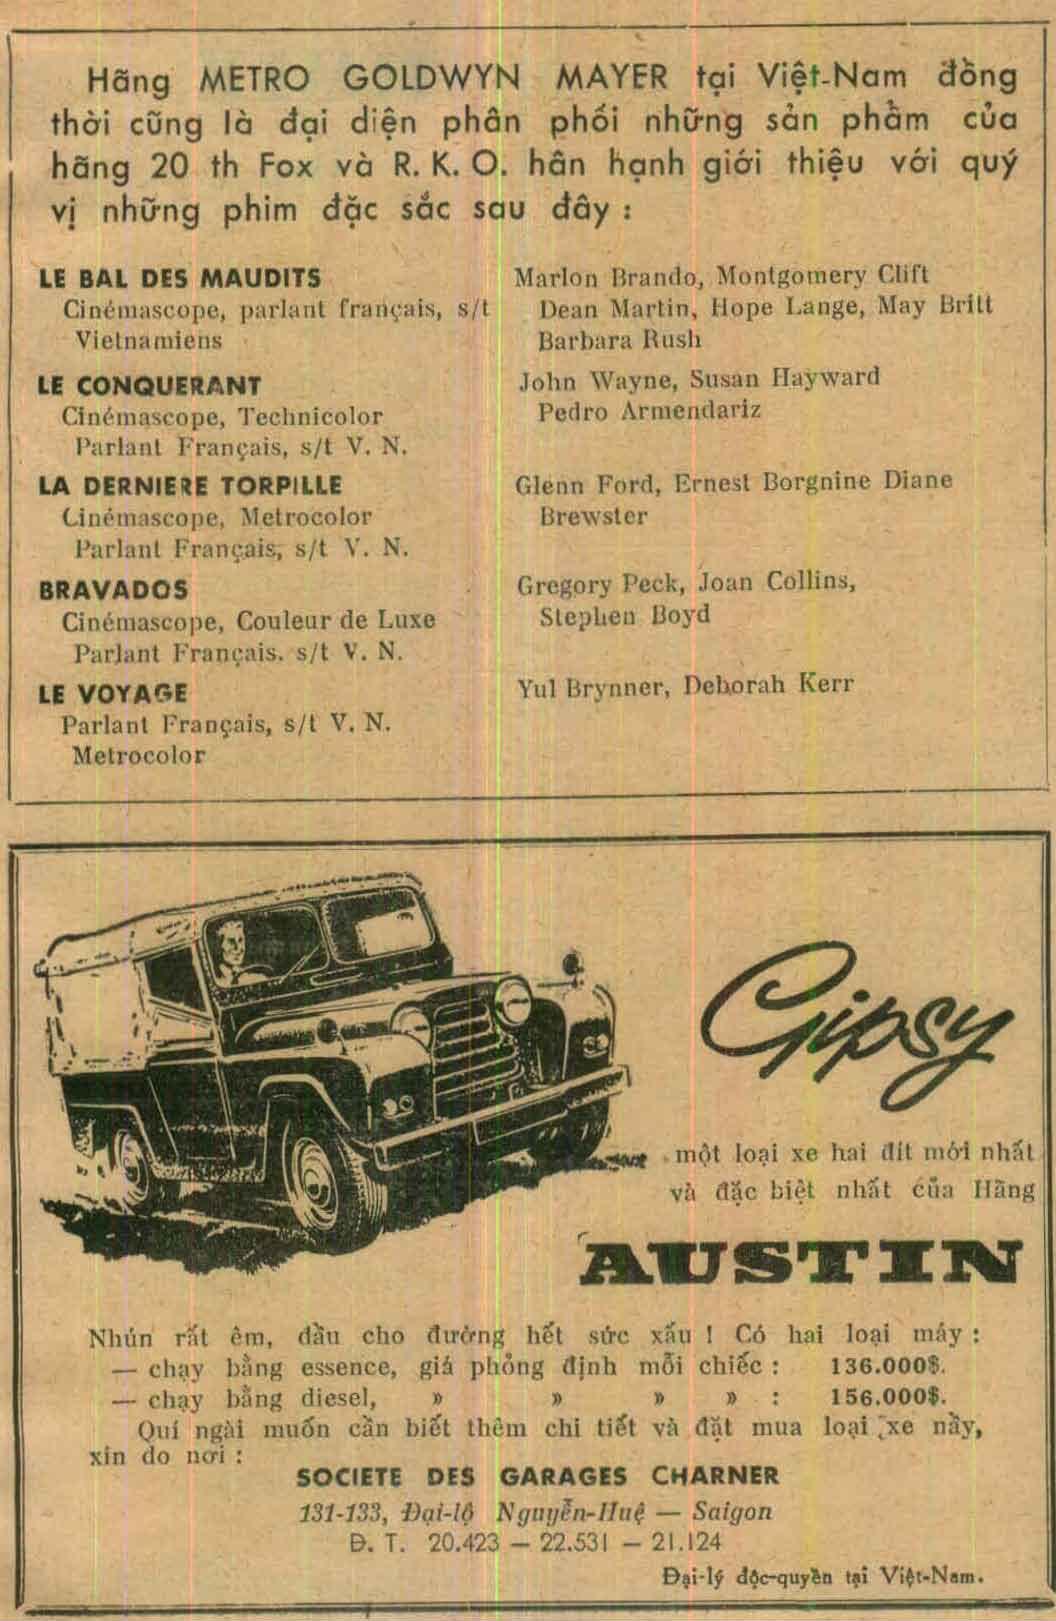 Hãng METRO GOLDWYN MAYER tại Việt-Nam đồng
thời cũng là đại diện phân phối những sản phẩm của
hãng 20 th Fox và R. K. O. hân hạnh giới thiệu với quý
vị những phim đặc sắc sau đây :
LE BAL DES MAUDITS
Cinémascope, parlant français, s/t
Vietnamiens
Marlon Brando, Montgomery Clift
Dean Martin, Hope Lange, May Britt
Barbara Rush
LE CONQUERANT
Cinémascope, Technicolor
Parlant Français, s/t V. N.
John Wayne, Susan Hayward
Pedro Armendariz
LA DERNIERE TORPILLE
Cinémascope, Metrocolor
Parlant Français, s/t V. N.
Glenn Ford, Ernest Borgnine Diane
Brewster
BRAVADOS
Cinémascope, Couleur de Luxe
Parlant Français. s/t V. N.
Gregory Peck, Joan Collins,
Stephen Boyd
LE VOYAGE
Parlant Français, s/t V. N.
Metrocolor
Yul Brynner, Deborah Kerr
Gipsy
một loại xe hai đít mới nhất
và đặc biệt nhất của Hãng
AUSTIN
Nhún rất êm, đầu cho đường hết sức xấu ! Có hai loại máy :
— chạy bằng essence, giá phỏng định mỗi chiếc : 136.000$.
— chạy bằng diesel, » » » » : 156.000$.
Quí ngài muốn cần biết thêm chi tiết và đặt mua loại xe nầy,
xin do nơi :
SOCIETE DES GARAGES CHARNER
131-133, Đại-lộ Nguyễn-Huệ — Saigon
Đ. T. 20.423 — 22.531 — 21.124
Đại-lý độc-quyền tại Việt-Nam.